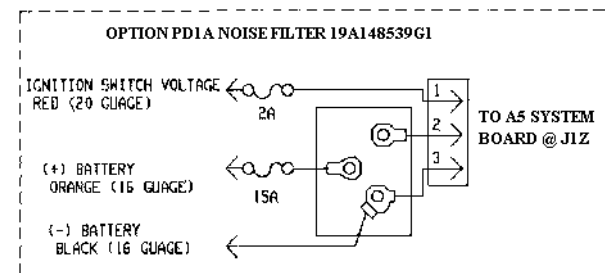 OPTION PD1A NOISE FILTER 19A148539G1
IGNITION SWITCH VOLTAGE
RED (20 GUAGE)
2A
1
2
3
TO A5 SYSTEM
BOARD @ J1Z
(+) BATTERY
ORANGE (16 GUAGE)
15A
(-) BATTERY
BLACK (16 GUAGE)